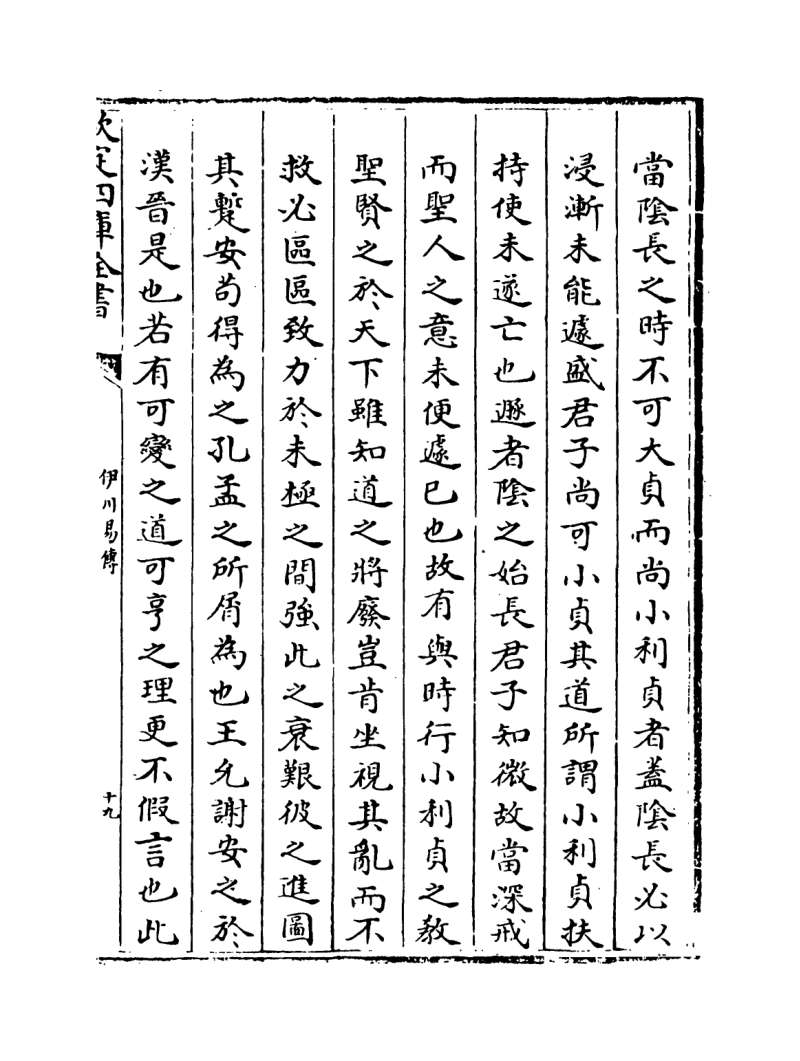 當陰長之時不可大貞而尚小利貞者蓋陰長必以
浸漸未能遽盛君子尚可小貞其道所謂小利貞扶
持使未遂亡也遯者陰之始長君子知微故當深戒
而聖人之意未便遽已也故有與時行小利貞之教
聖賢之於天下雖知道之將廢豈肯坐視其亂而不
救必區區致力於未極之間強此之衰艱彼之進圖
其蹔安茍得為之孔孟之所屑為也王允謝安之於
漢晉是也若有可變之道可亨之理更不假言也此
欽定四庫全書
伊川易傳
十九